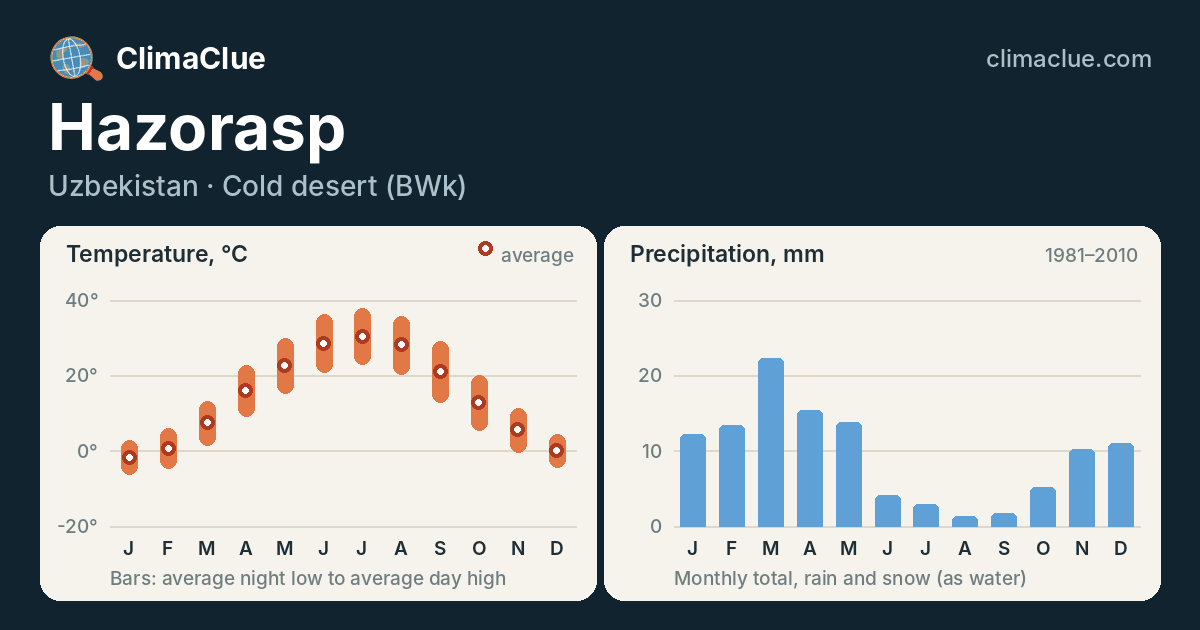 ClimaClue
climaclue.com
Hazorasp
Uzbekistan · Cold desert (BWk)
Temperature, °C
average
40°
20°
0°
-20°
J F M A M J J A S O N D
Bars: average night low to average day high
Precipitation, mm
1981–2010
30
20
10
0
J F M A M J J A S O N D
Monthly total, rain and snow (as water)